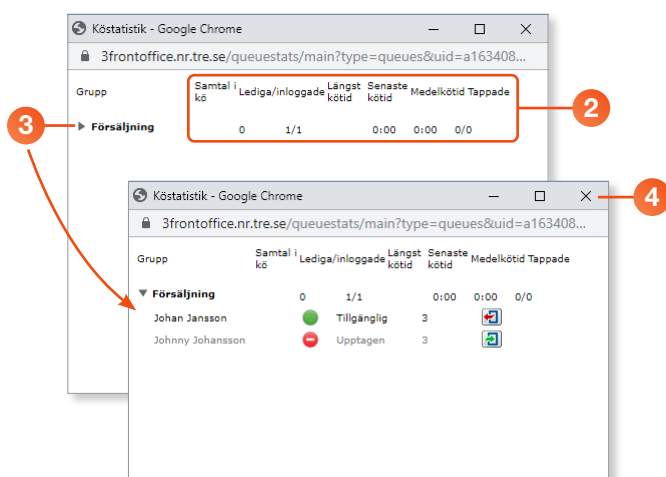 Köstatistik - Google Chrome
3frontoffice.nr.tre.se/queuestats/main?type=queues&uid=a163408...
Grupp Samtal i kö Lediga/inloggade Längst kötid Senaste kötid Medelkötid Tappade
2
3
Försäljning 0 1/1 0:00 0:00 0/0
Köstatistik - Google Chrome
4
3frontoffice.nr.tre.se/queuestats/main?type=queues&uid=a163408...
Grupp Samtal i kö Lediga/inloggade Längst kötid Senaste kötid Medelkötid Tappade
Försäljning 0 1/1 0:00 0:00 0/0
Johan Jansson Tillgänglig 3
Johnny Johansson Upptagen 3